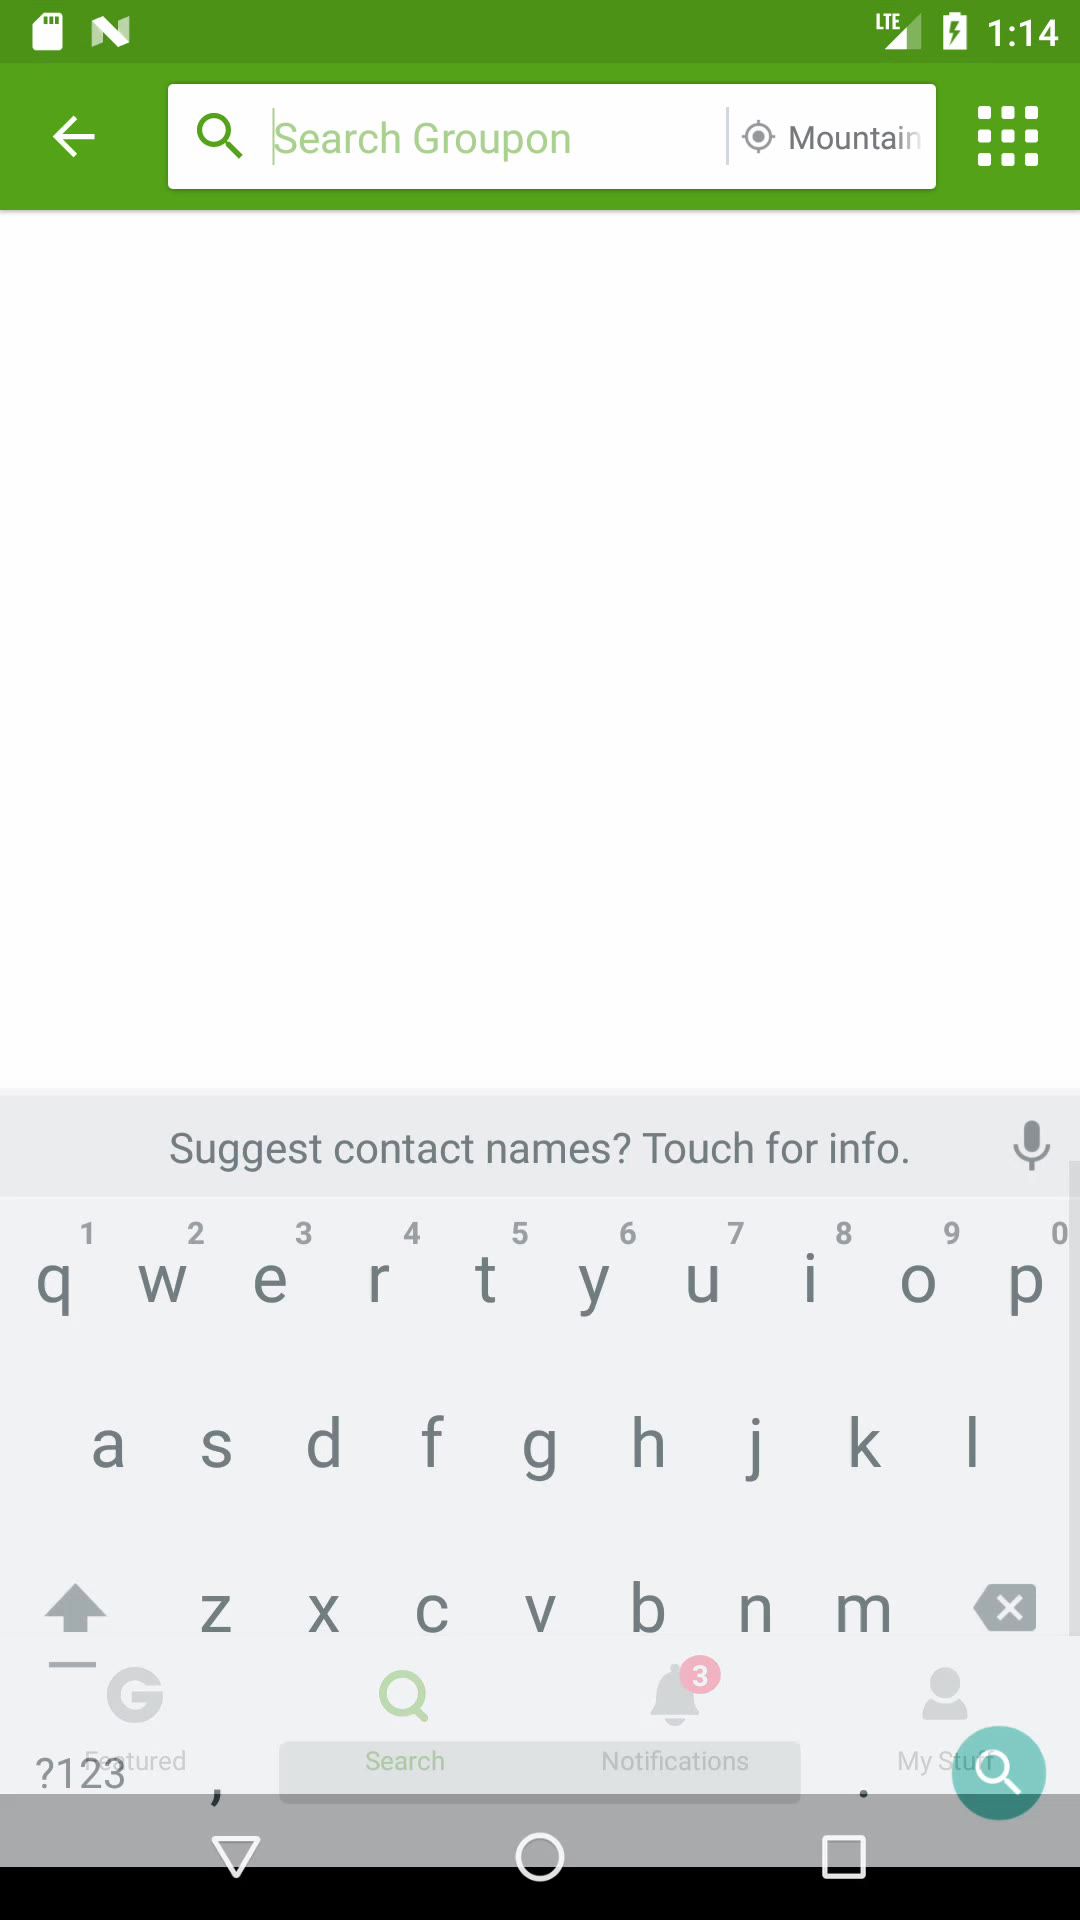 LTE 1:14
Search Groupon Mountain
Suggest contact names? Touch for info.
1 2 3 4 5 6 7 8 9 0
q w e r t y u i o p
a s d f g h j k l
z x c v b n m
3
Featured Search Notifications My Stuff
?123 , .